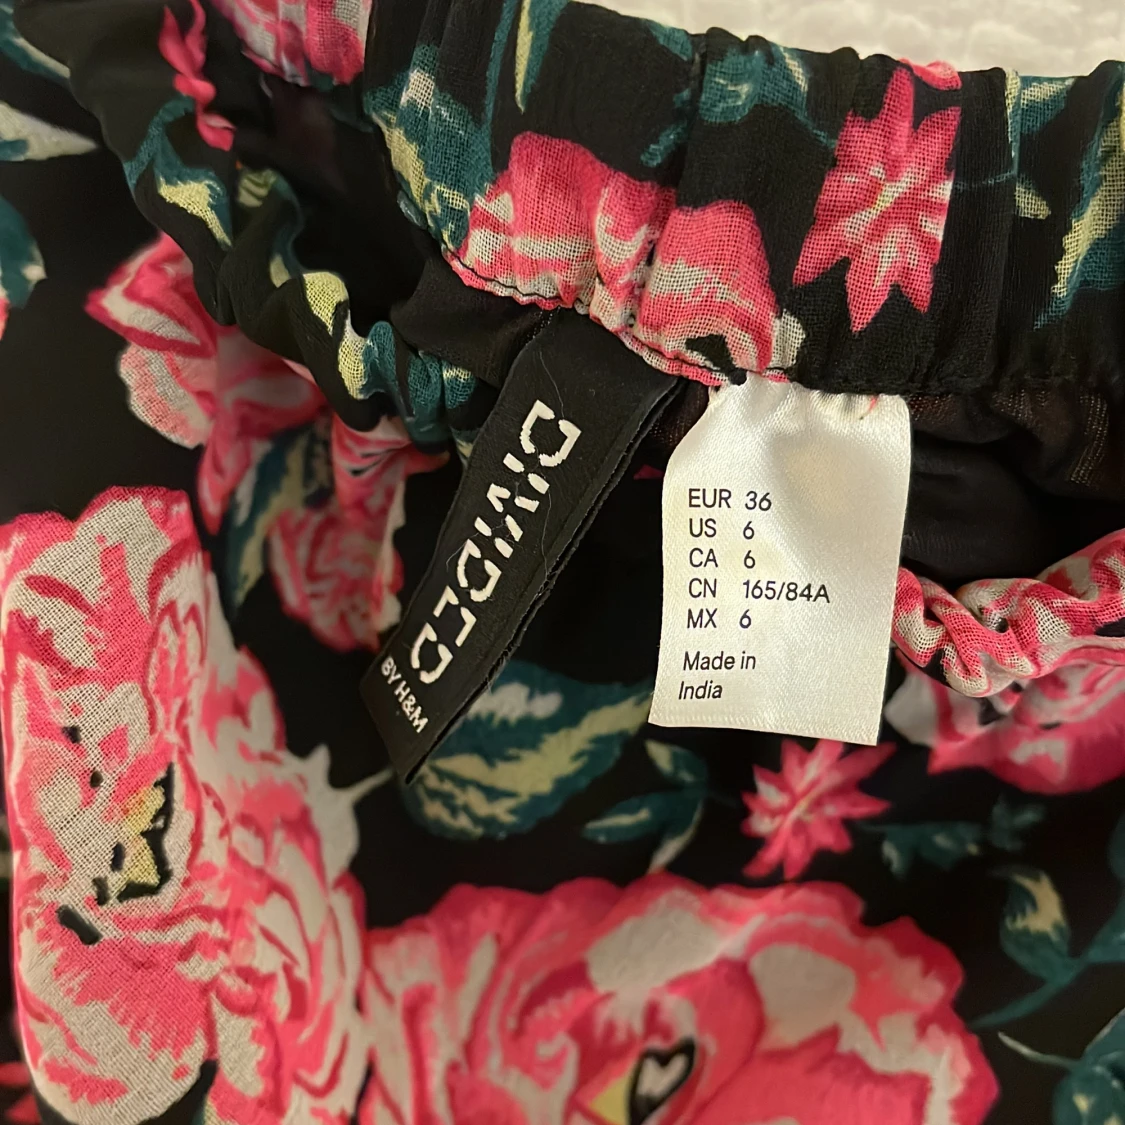 DIVIDED
BY H&M
EUR 36
US 6
CA 6
CN 165/84A
MX 6
Made in
India